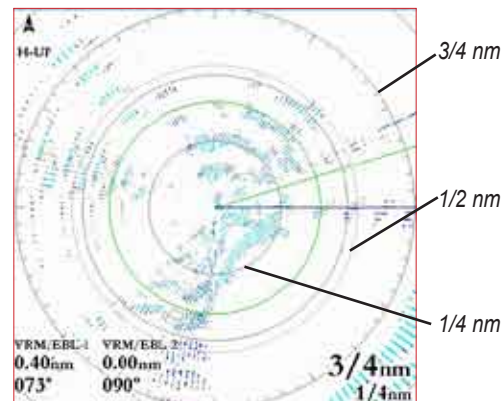 H-UP
3/4 nm
1/2 nm
1/4 nm
VRM/EBL 1 VRM/EBL 2
0.40nm 0.00nm
073° 090°
3/4nm
1/4nm